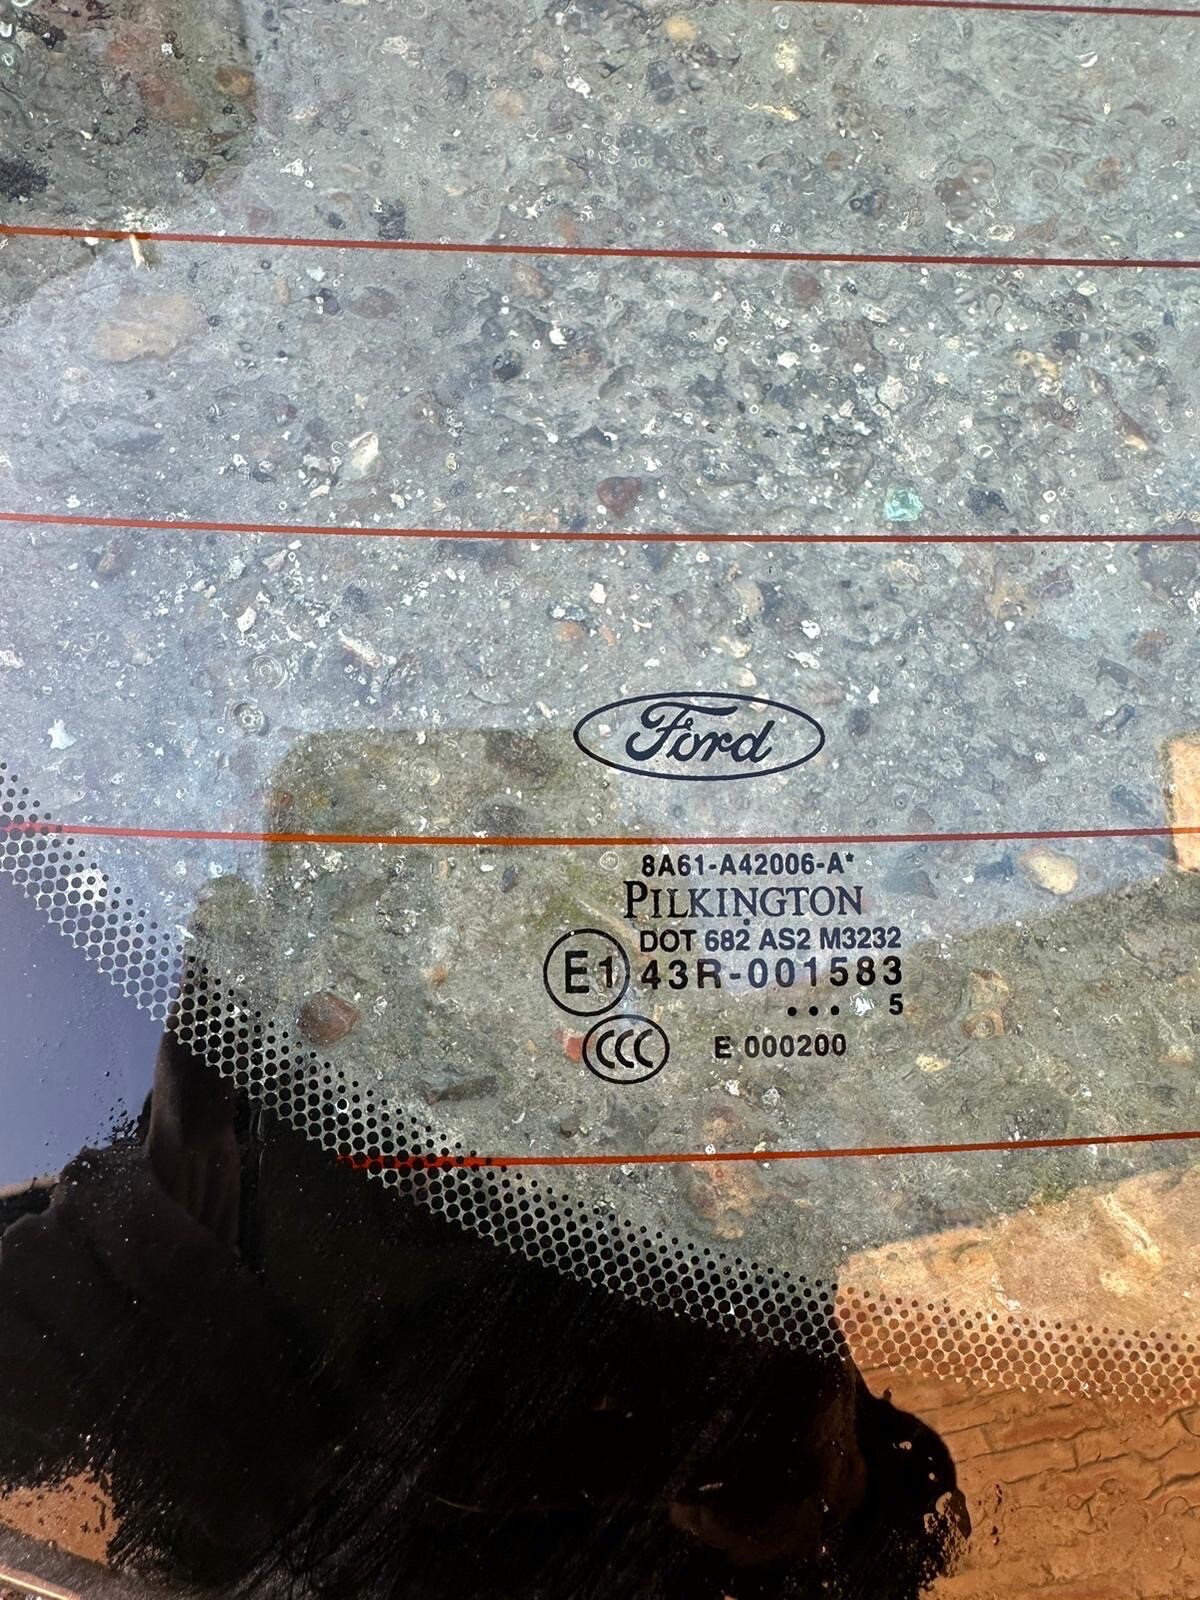 Ford
8A61-A42006-A*
PILKINGTON
DOT 682 AS2 M3232
E1 43R-001583
... 5
CCC E 000200